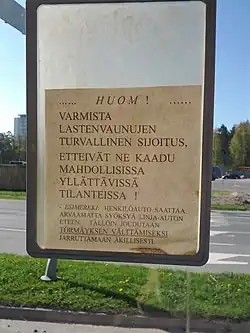 ...... HUOM ! ......
VARMISTA
LASTENVAUNUJEN
TURVALLINEN SIJOITUS,
ETTEIVÄT NE KAADU
MAHDOLLISISSA
YLLÄTTÄVISSÄ
TILANTEISSA !
- ESIMERKKI: HENKILÖAUTO SAATTAA
ARVAAMATTA SYÖKSYÄ LINJA-AUTON
ETEEN. TÄLLÖIN JOUDUTAAN
TÖRMÄYKSEN VÄLTTÄMISEKSI
JARRUTTAMAAN ÄKILLISESTI.